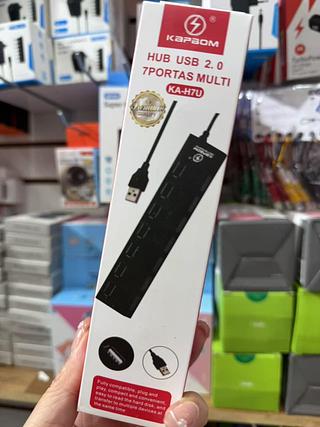 KAPBOM
HUB USB 2.0
7PORTAS MULTI
KA-H7U
Fully compatible, plug and
play, compact and convenient,
easy to read the hard disk, and
transfer to multiple devices at
the same time